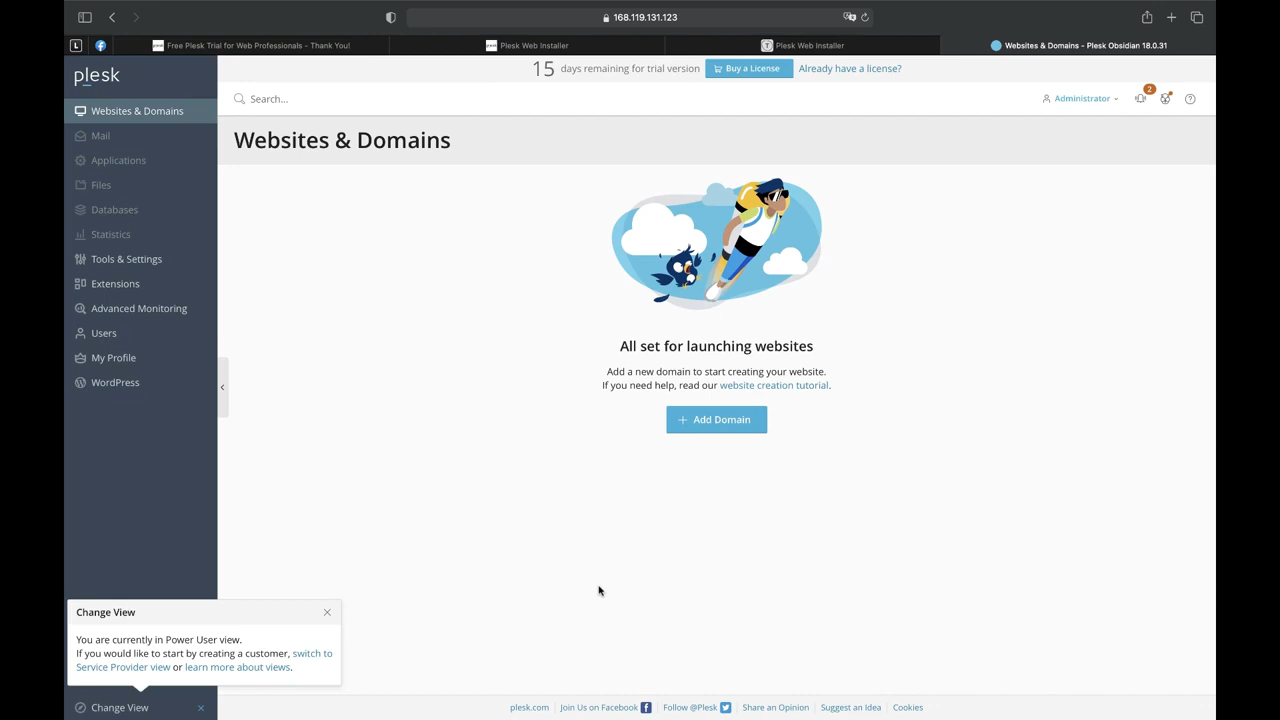 168.119.131.123
L
Free Plesk Trial for Web Professionals - Thank You!
Plesk Web Installer
T
Plesk Web Installer
Websites & Domains - Plesk Obsidian 18.0.31
plesk
15 days remaining for trial version
Buy a License
Already have a license?
Search...
Administrator
2
Websites & Domains
Mail
Applications
Files
Databases
Statistics
Tools & Settings
Extensions
Advanced Monitoring
Users
My Profile
WordPress
Websites & Domains
All set for launching websites
Add a new domain to start creating your website.
If you need help, read our website creation tutorial.
+ Add Domain
Change View
You are currently in Power User view.
If you would like to start by creating a customer, switch to
Service Provider view or learn more about views.
Change View
plesk.com
Join Us on Facebook
Follow @Plesk
Share an Opinion
Suggest an Idea
Cookies